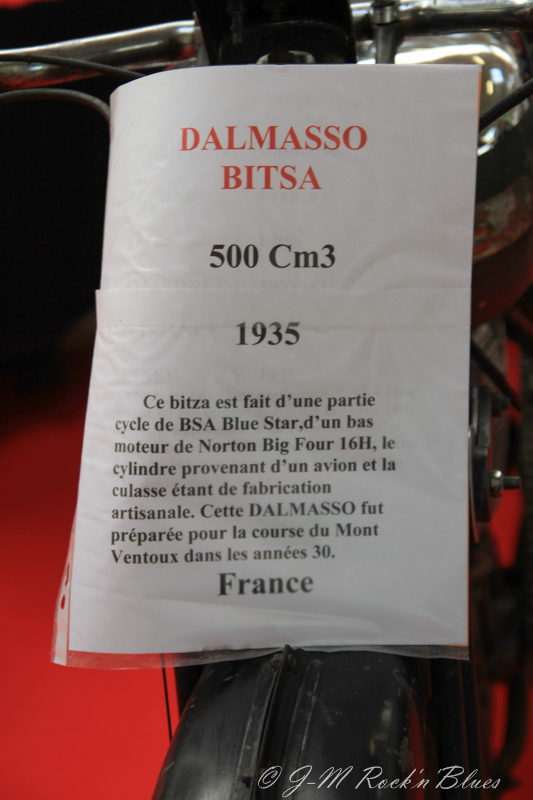 DALMASSO
BITSA
500 Cm3
1935
Ce bitza est fait d'une partie
cycle de BSA Blue Star,d'un bas
moteur de Norton Big Four 16H, le
cylindre provenant d'un avion et la
culasse étant de fabrication
artisanale. Cette DALMASSO fut
préparée pour la course du Mont
Ventoux dans les années 30.
France
© J-M Rock'n Blues